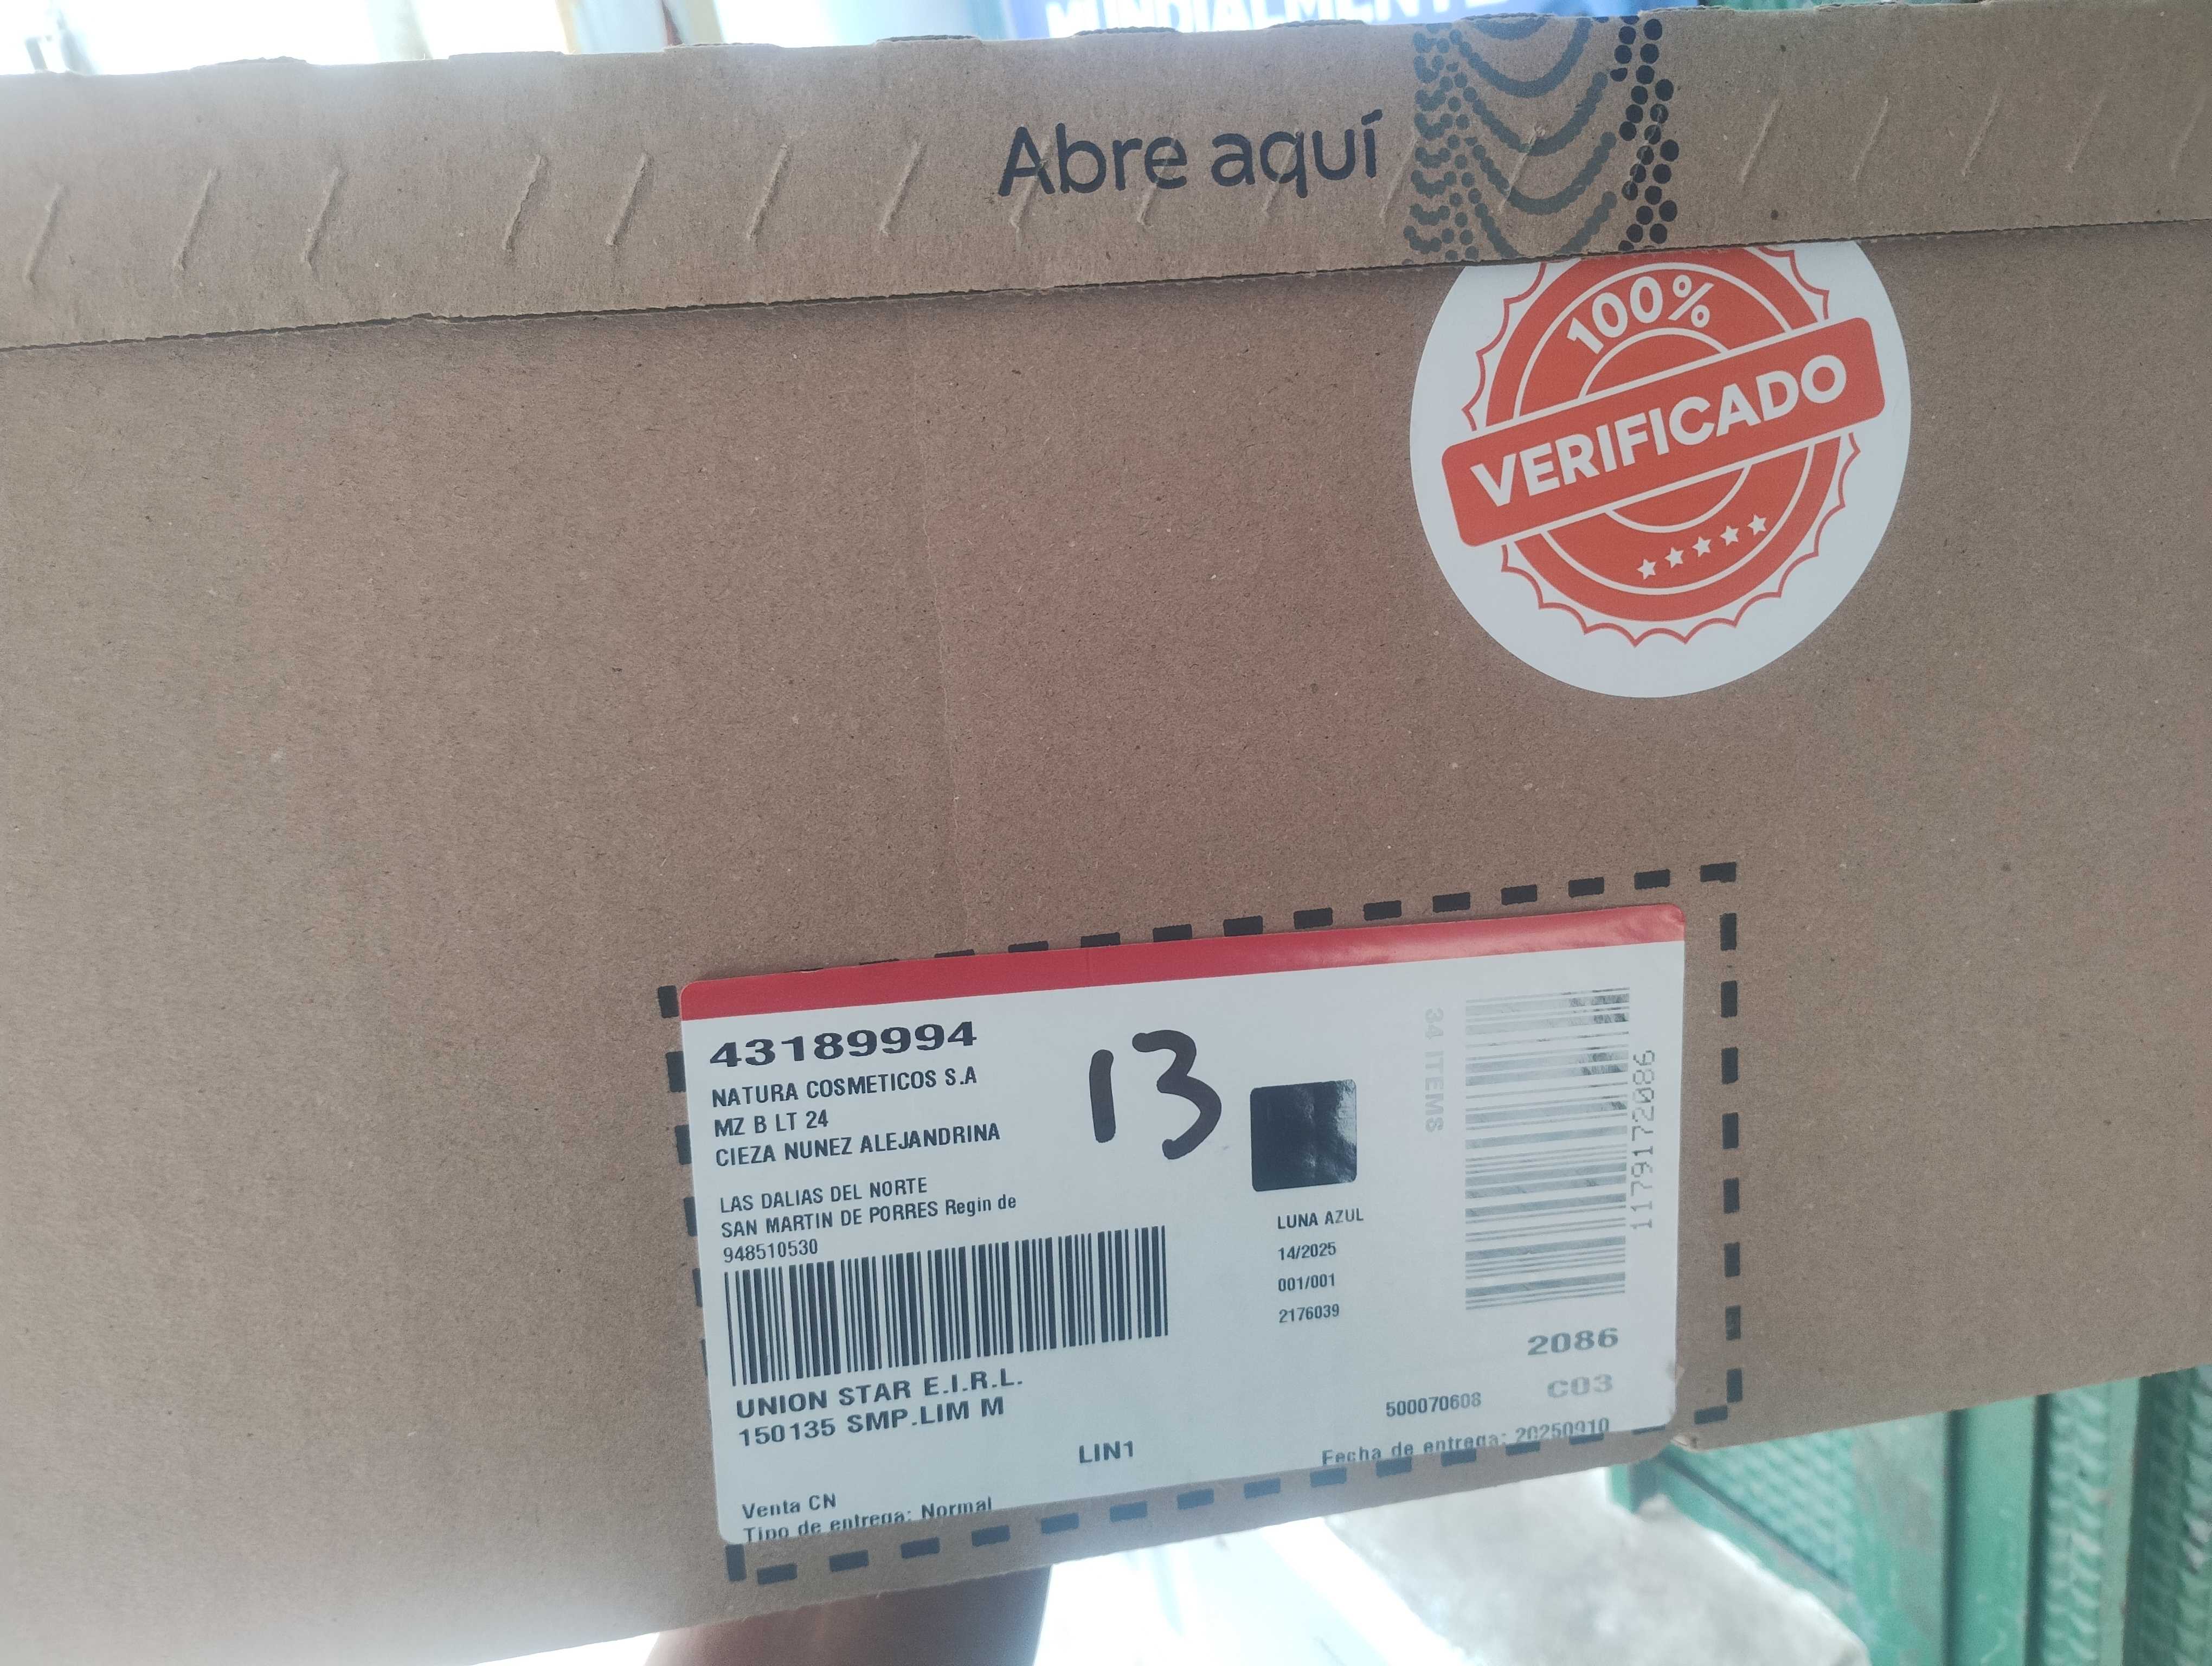 MUNDIALMENTE
Abre aquí
100%
VERIFICADO
43189994
NATURA COSMETICOS S.A
MZ B LT 24
CIEZA NUNEZ ALEJANDRINA
LAS DALIAS DEL NORTE
SAN MARTIN DE PORRES Regin de
948510530
UNION STAR E.I.R.L.
150135 SMP.LIM M
LIN1
Venta CN
Tipo de entrega: Normal
13
LUNA AZUL
14/2025
001/001
2176039
34 ITEMS
1179172086
2086
C03
500070608
Fecha de entrega: 20250910